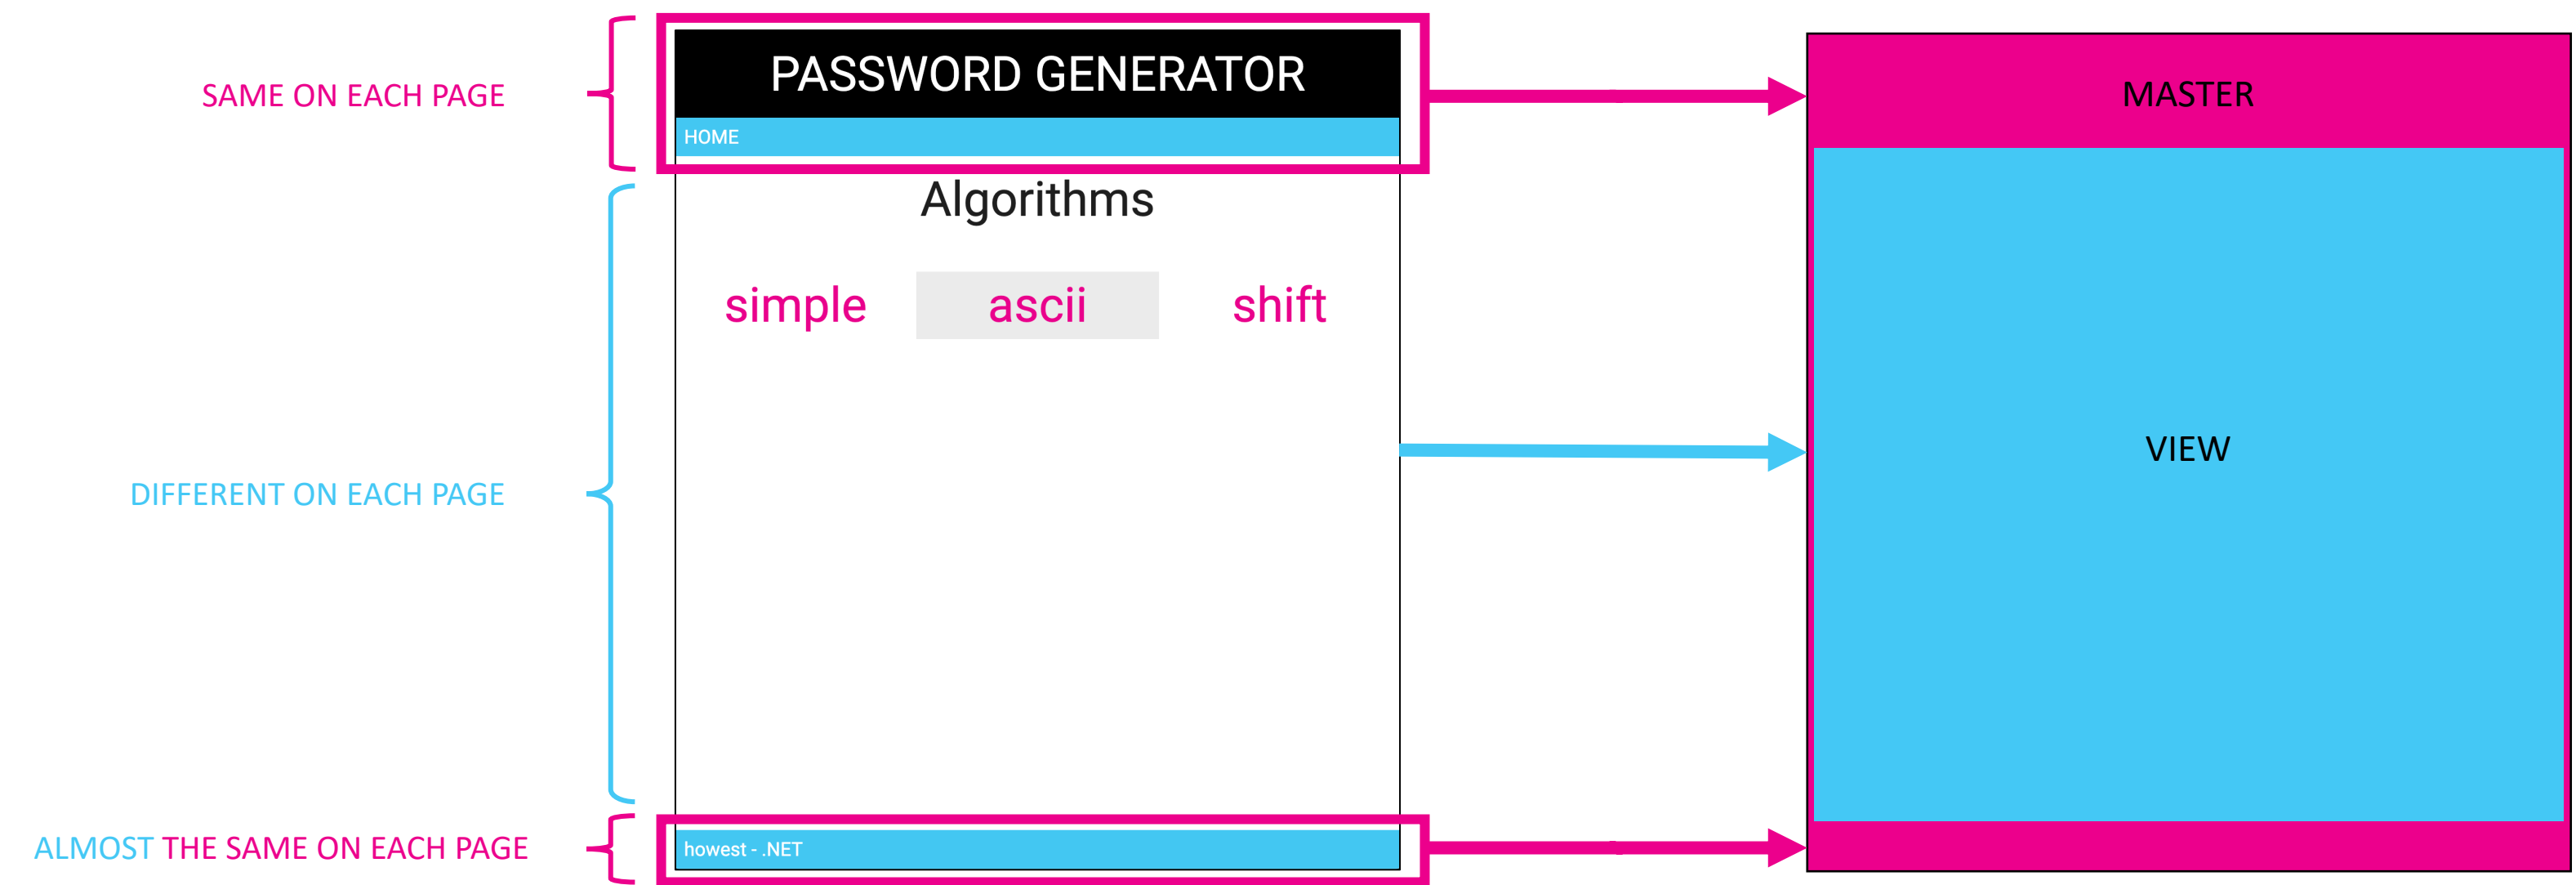 SAME ON EACH PAGE
PASSWORD GENERATOR
HOME
MASTER
Algorithms
simple ascii shift
DIFFERENT ON EACH PAGE
VIEW
ALMOST THE SAME ON EACH PAGE
howest - .NET